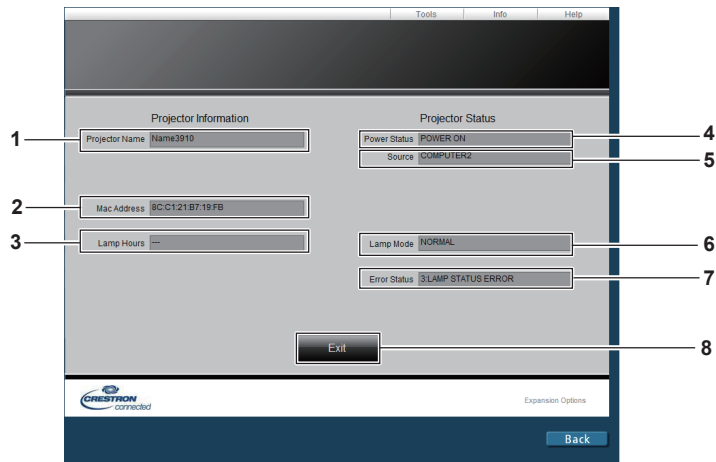 Tools Info Help
Projector Information Projector Status
1 Projector Name Name3910 Power Status POWER ON 4
Source COMPUTER2 5
2 Mac Address 8C:C1:21:B7:19:FB
3 Lamp Hours --- Lamp Mode NORMAL 6
Error Status 3:LAMP STATUS ERROR 7
Exit 8
CRESTRON
connected
Expansion Options
Back